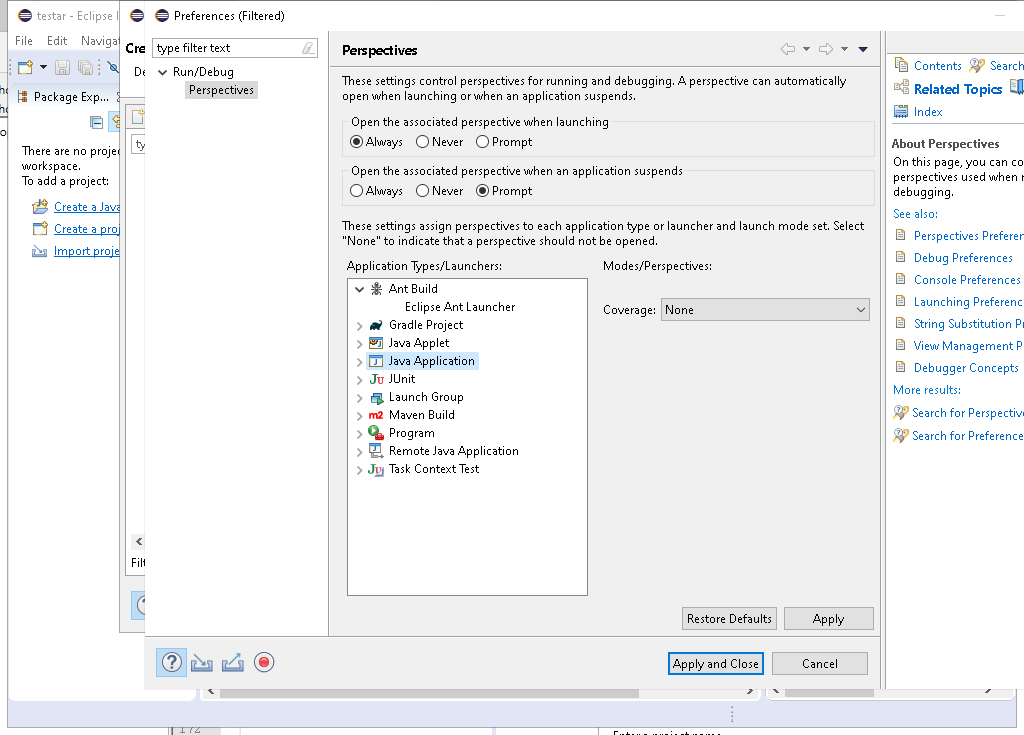 testar - Eclipse I
File Edit Navigat
Package Exp...
There are no projec
workspace.
To add a project:
Create a Java
Create a proj
Import proje
Cre
De
ty
Filt
Preferences (Filtered)
type filter text
Run/Debug
Perspectives
Perspectives
These settings control perspectives for running and debugging. A perspective can automatically
open when launching or when an application suspends.
Open the associated perspective when launching
Always Never Prompt
Open the associated perspective when an application suspends
Always Never Prompt
These settings assign perspectives to each application type or launcher and launch mode set. Select
"None" to indicate that a perspective should not be opened.
Application Types/Launchers:
Modes/Perspectives:
Ant Build
Eclipse Ant Launcher
Gradle Project
Java Applet
Java Application
JUnit
Launch Group
Maven Build
Program
Remote Java Application
Task Context Test
Coverage: None
Restore Defaults Apply
Apply and Close Cancel
Contents Search
Related Topics
Index
About Perspectives
On this page, you can co
perspectives used when r
debugging.
See also:
Perspectives Preferen
Debug Preferences
Console Preferences
Launching Preferenc
String Substitution Pr
View Management P
Debugger Concepts
More results:
Search for Perspective
Search for Preference
172
Enter a project name